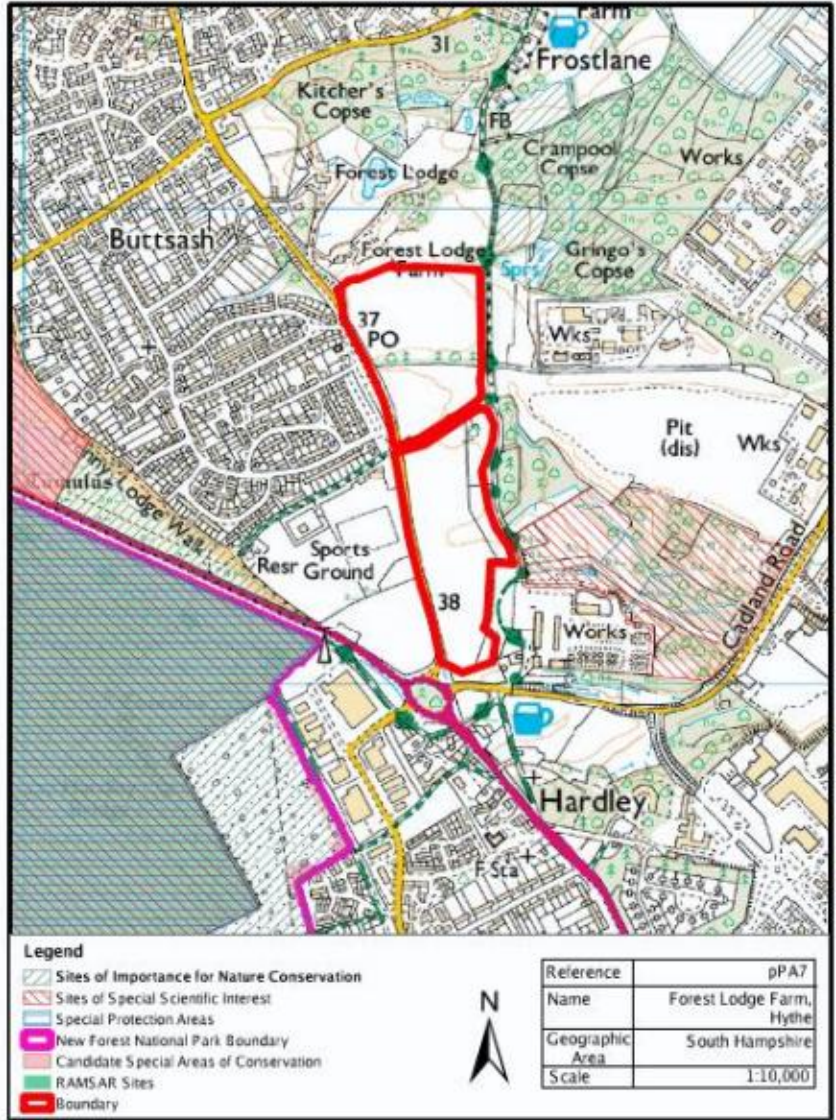 Farm
31
Frostlane
Kitcher's
Copse
FB
Crampool
Copse
Works
Forest Lodge
Buttsash
Forest Lodge
Farm
Sprs
Gringo's
Copse
37
PO
Wks
Pit
(dis)
Wks
Tumulus
Lodge Walk
Resr
Sports
Ground
38
Works
Cadland Road
Hardley
F Sta
Legend
Sites of Importance for Nature Conservation
Sites of Special Scientific Interest
Special Protection Areas
New Forest National Park Boundary
Candidate Special Areas of Conservation
RAMSAR Sites
Boundary
N
Reference pPA7
Name Forest Lodge Farm,
Hythe
Geographic South Hampshire
Area
Scale 1:10,000